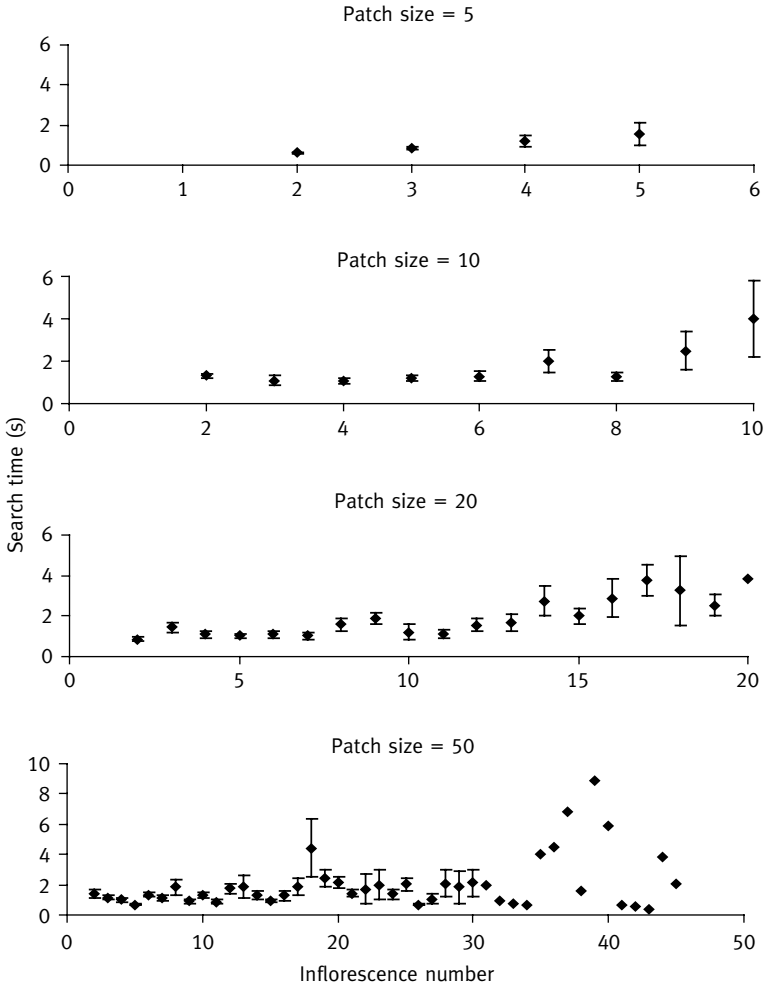 Patch size = 5
6
4
2
0
0 1 2 3 4 5 6
Patch size = 10
6
4
2
0
0 2 4 6 8 10
Search time (s)
Patch size = 20
6
4
2
0
0 5 10 15 20
Patch size = 50
10
8
6
4
2
0
0 10 20 30 40 50
Inflorescence number